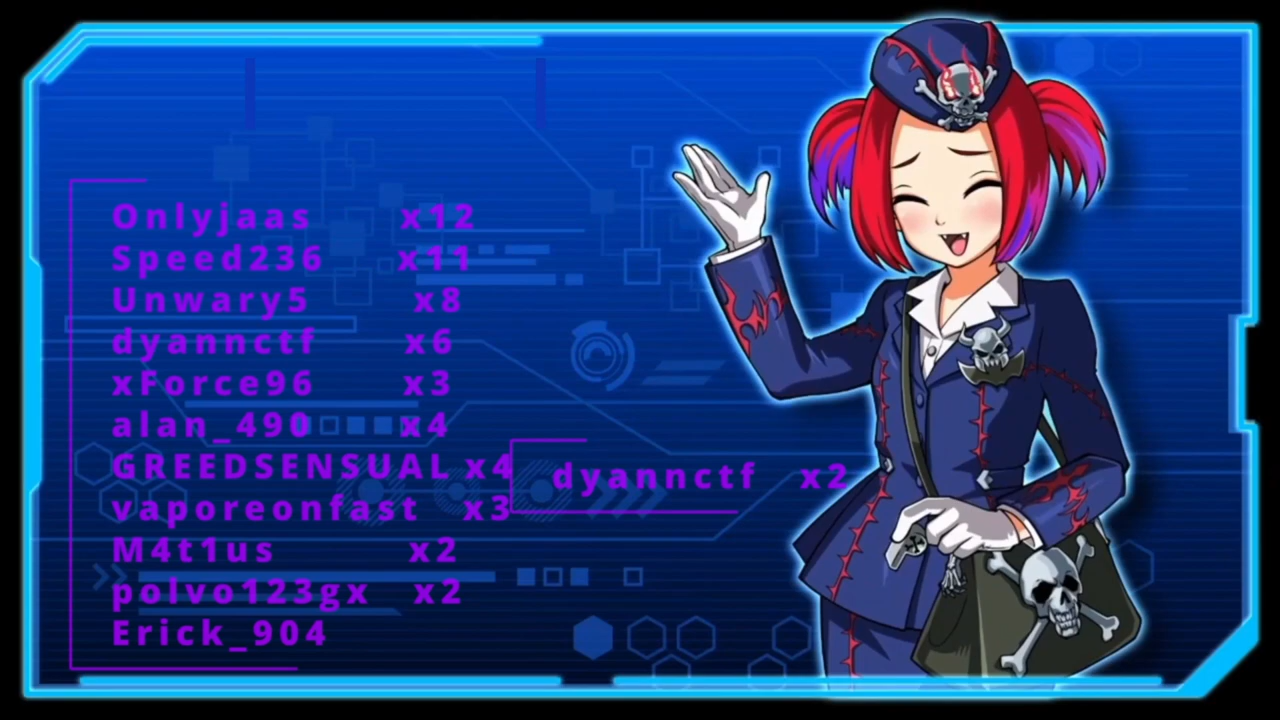 Onlyjaas x12
Speed236 x11
Unwary5 x8
dyannctf x6
xForce96 x3
alan_490 x4
GREEDSENSUAL x4
dyannctf x2
vaporeonfast x3
M4t1us x2
polvo123gx x2
Erick_904